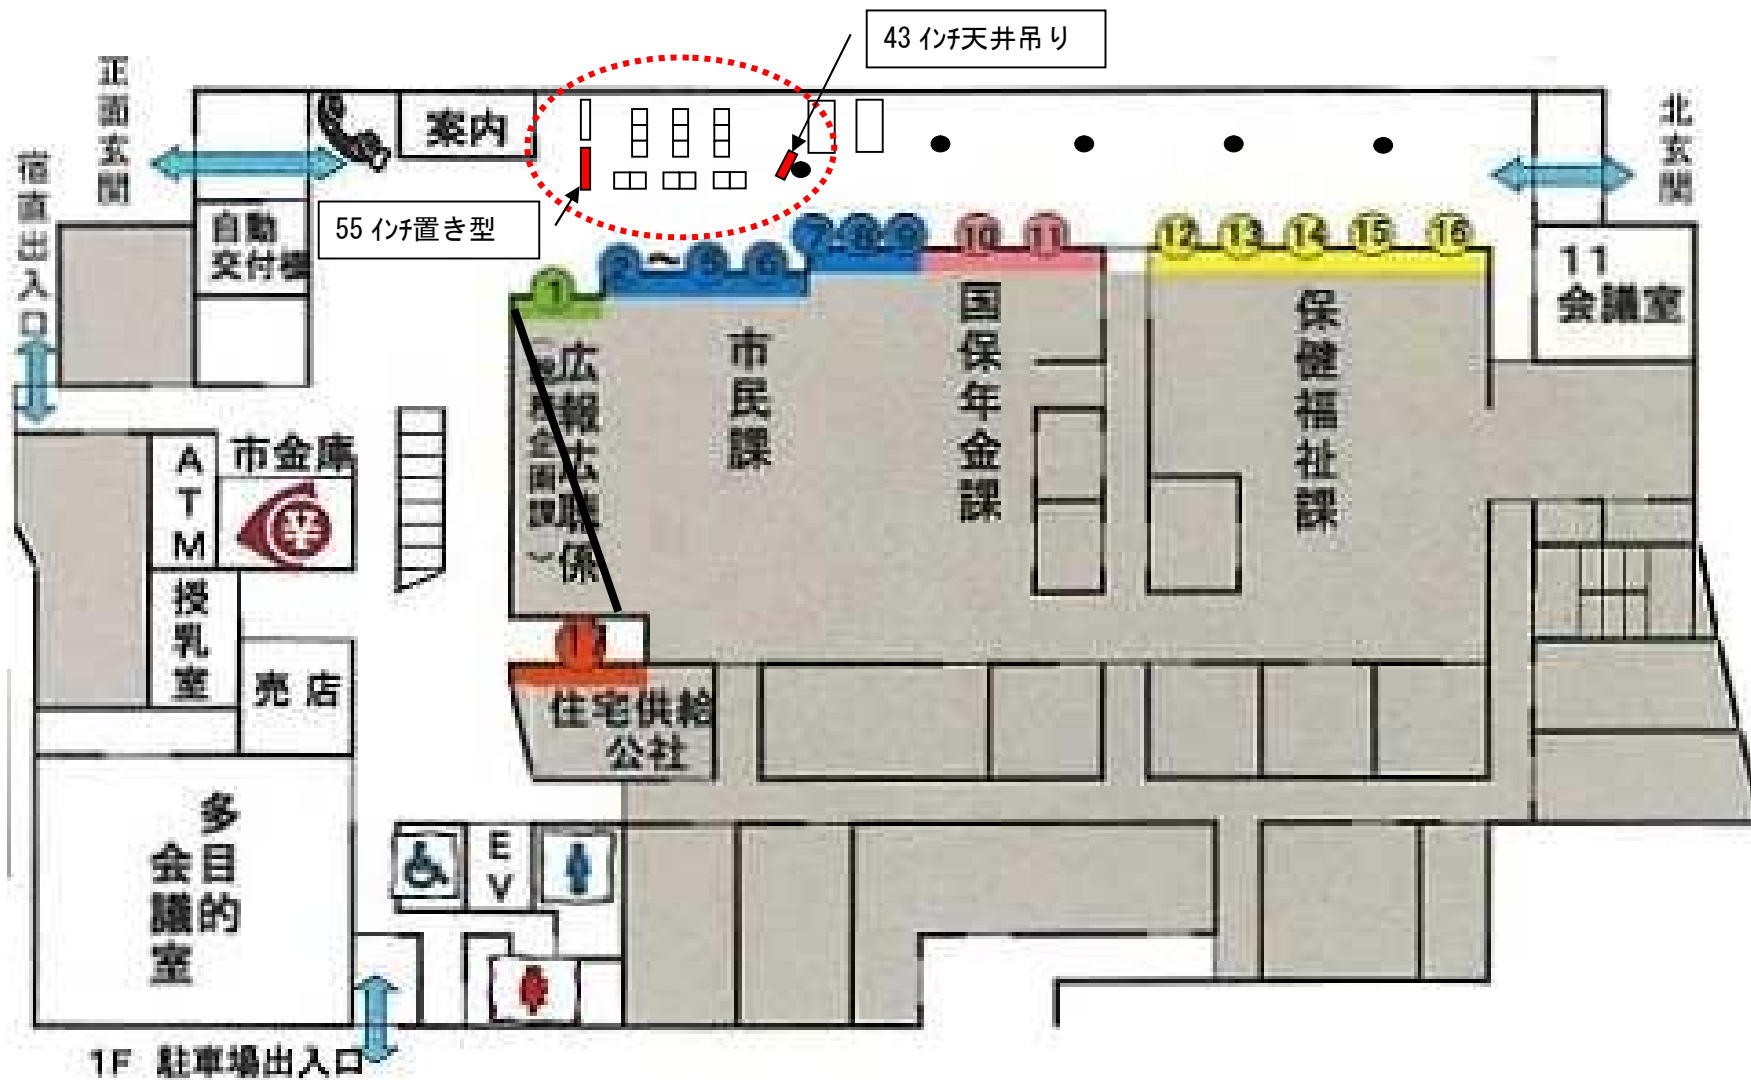 43 インチ天井吊り
正面玄関
案内
北玄関
宿直出入口
55 インチ置き型
自動
交付機
①
②
～
⑤
⑥
⑦
⑧
⑨
⑩
⑪
⑫
⑬
⑭
⑮
⑯
11
会議室
広報広聴係
市民課
国保年金課
保健福祉課
ATM
市金庫
授乳室
売店
住宅供給
公社
多目的
会議室
EV
1F 駐車場出入口